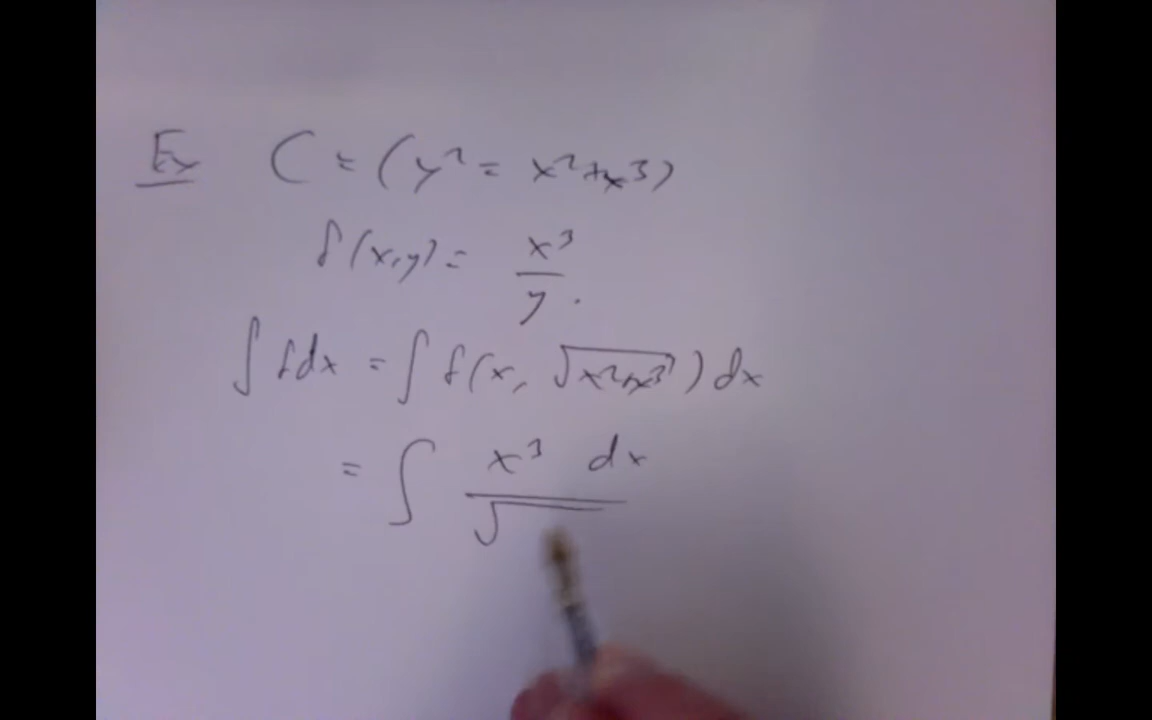 Ex C = (y² = x² + x³)
f(x,y) = x³/y.
∫ f dx = ∫ f(x, √(x²+x³)) dx
= ∫ x³ dx / √